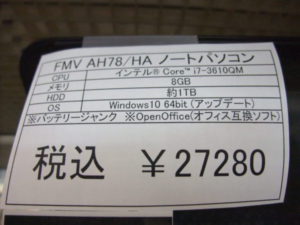 FMV AH78/HA ノートパソコン
CPU インテル® Core™ i7-3610QM
メモリ 8GB
HDD 約1TB
OS Windows10 64bit (アップデート)
※バッテリージャンク ※OpenOffice(オフィス互換ソフト)
税込 ￥27280